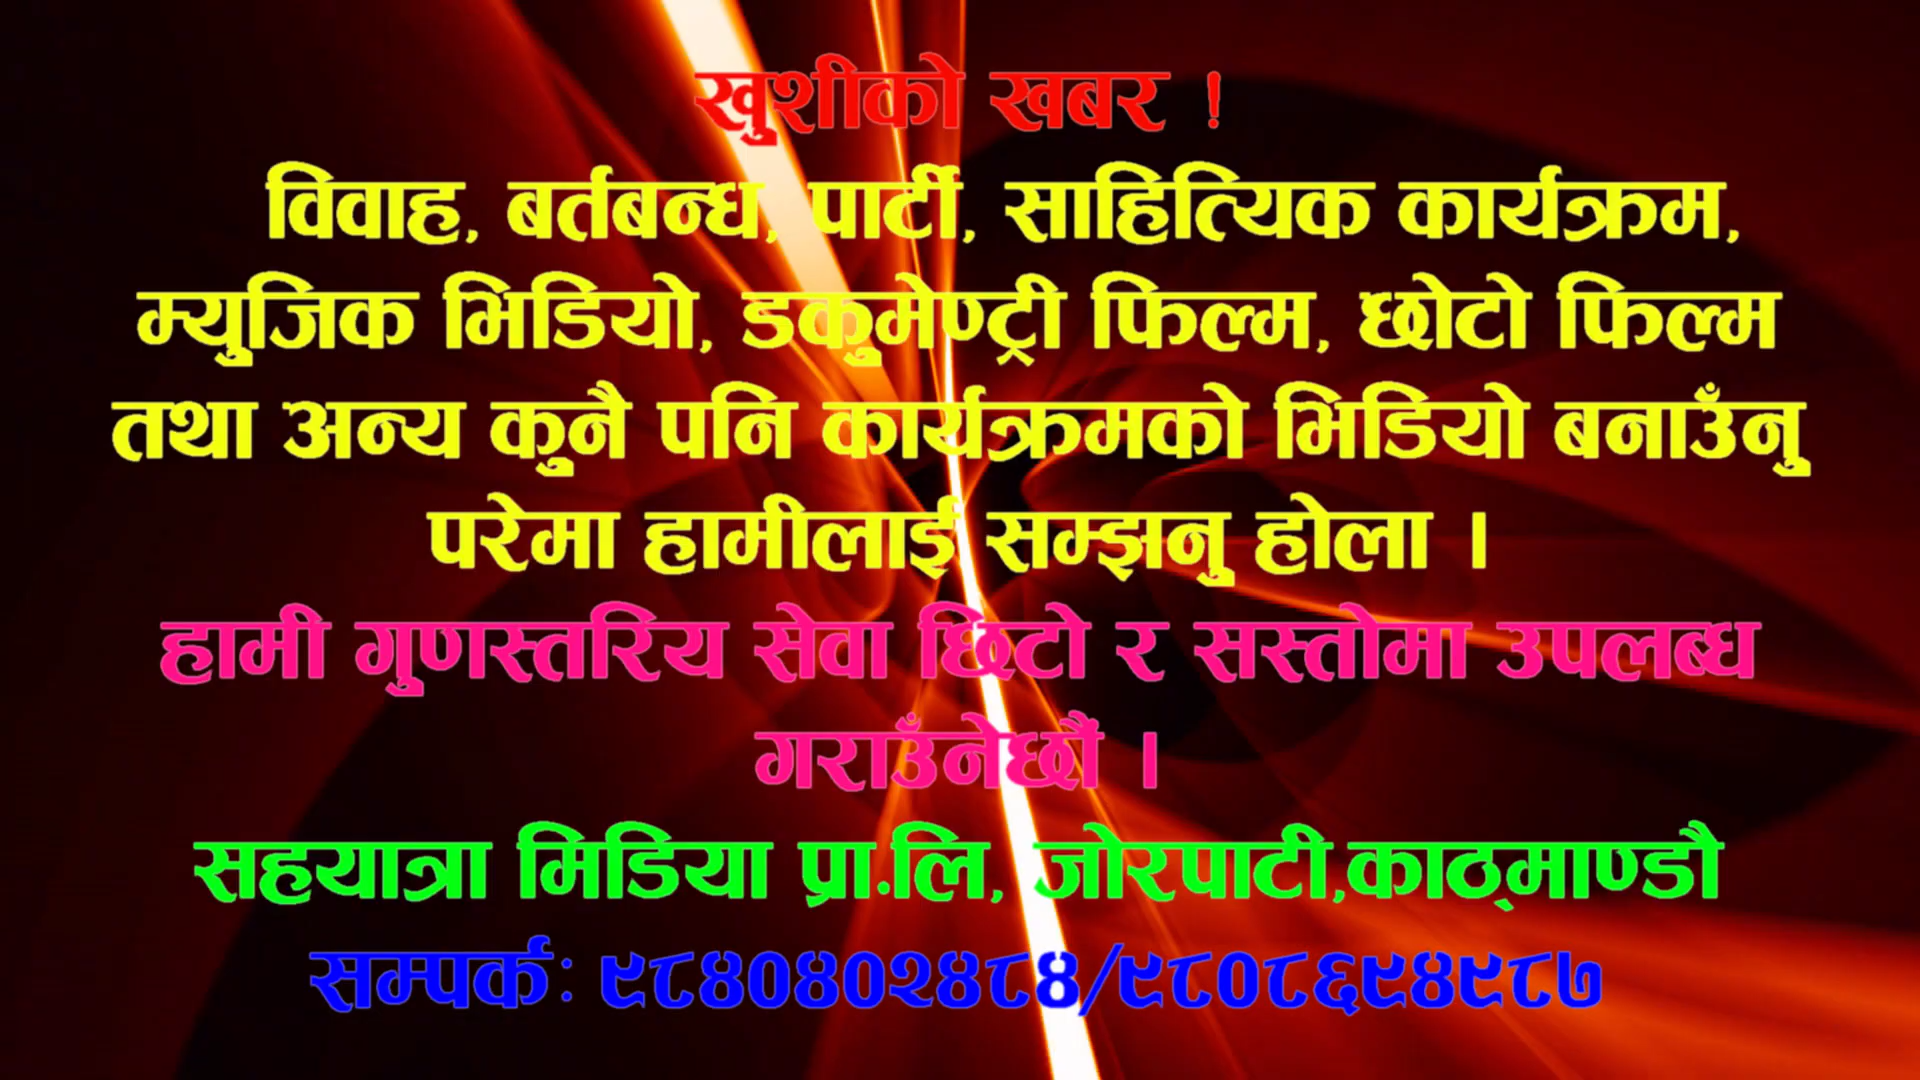 खुशीको खबर !
विवाह, बर्तबन्ध, पार्टी, साहित्यिक कार्यक्रम,
म्युजिक भिडियो, डकुमेण्ट्री फिल्म, छोटो फिल्म
तथा अन्य कुनै पनि कार्यक्रमको भिडियो बनाउँनु
परेमा हामीलाई सम्झनु होला ।
हामी गुणस्तरिय सेवा छिटो र सस्तोमा उपलब्ध
गराउँनेछौं ।
सहयात्रा मिडिया प्रा.लि, जोरपाटी,काठ्माण्डौ
सम्पर्कः ९८४०४०२४८४/९८०८६९४९८७